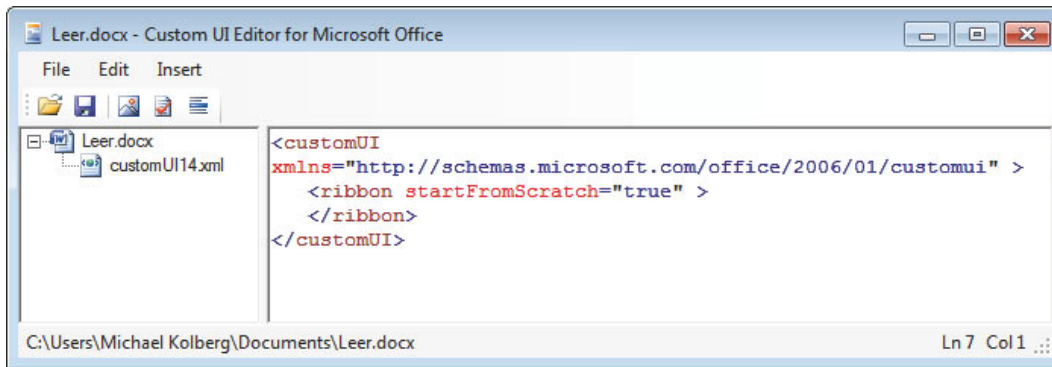 Leer.docx - Custom UI Editor for Microsoft Office
File Edit Insert
Leer.docx
customUI14.xml
<customUI
xmlns="http://schemas.microsoft.com/office/2006/01/customui" >
<ribbon startFromScratch="true" >
</ribbon>
</customUI>
C:\Users\Michael Kolberg\Documents\Leer.docx
Ln 7 Col 1